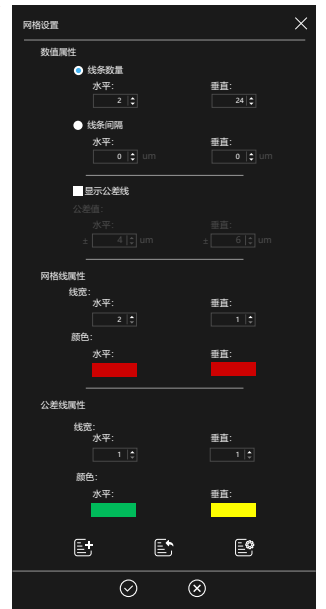 网格设置
数值属性
线条数量
水平: 垂直:
2 24
线条间隔
水平: 垂直:
0 um 0 um
显示公差线
公差值:
水平: 垂直:
± 4 um ± 6 um
网格线属性
线宽:
水平: 垂直:
2 1
颜色:
水平: 垂直:
公差线属性
线宽:
水平: 垂直:
1 1
颜色:
水平: 垂直: